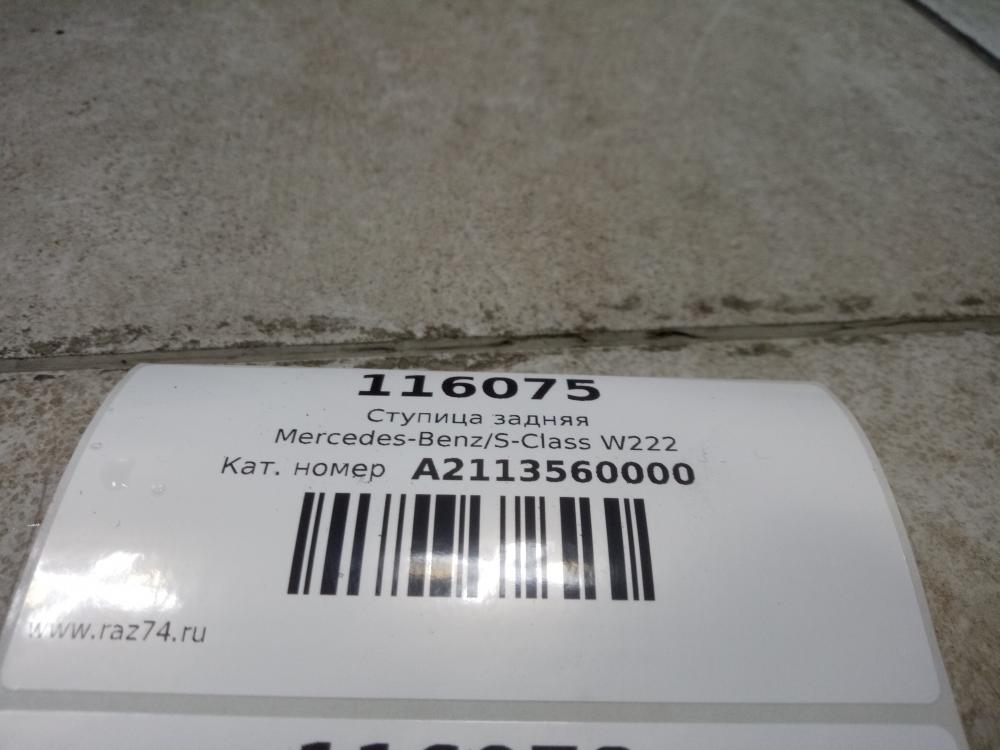 116075
Ступица задняя
Mercedes-Benz/S-Class W222
Кат. номер A2113560000
www.raz74.ru